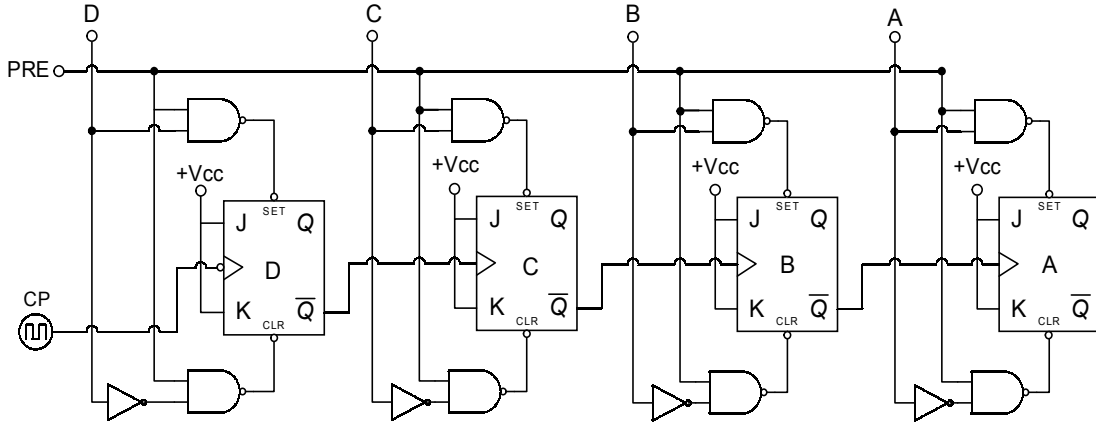 D C B A
PRE
+Vcc +Vcc +Vcc +Vcc
SET SET SET SET
J Q J Q J Q J Q
D C B A
CP
K Q̅ K Q̅ K Q̅ K Q̅
CLR CLR CLR CLR